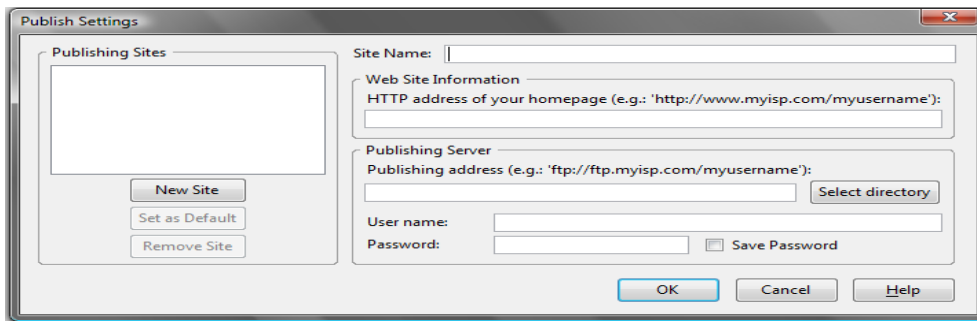 Publish Settings
Publishing Sites
New Site
Set as Default
Remove Site
Site Name:
Web Site Information
HTTP address of your homepage (e.g.: 'http://www.myisp.com/myusername'):
Publishing Server
Publishing address (e.g.: 'ftp://ftp.myisp.com/myusername'):
Select directory
User name:
Password:
Save Password
OK
Cancel
Help